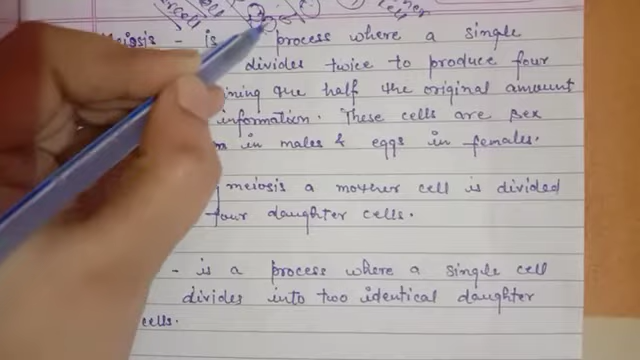 Meiosis - is process where a single
divides twice to produce four
ining the half the original amount
information. These cells are sex
in males & eggs in females.
meiosis a mother cell is divided
four daughter cells.
- is a process where a single cell
divides into two identical daughter
cells.